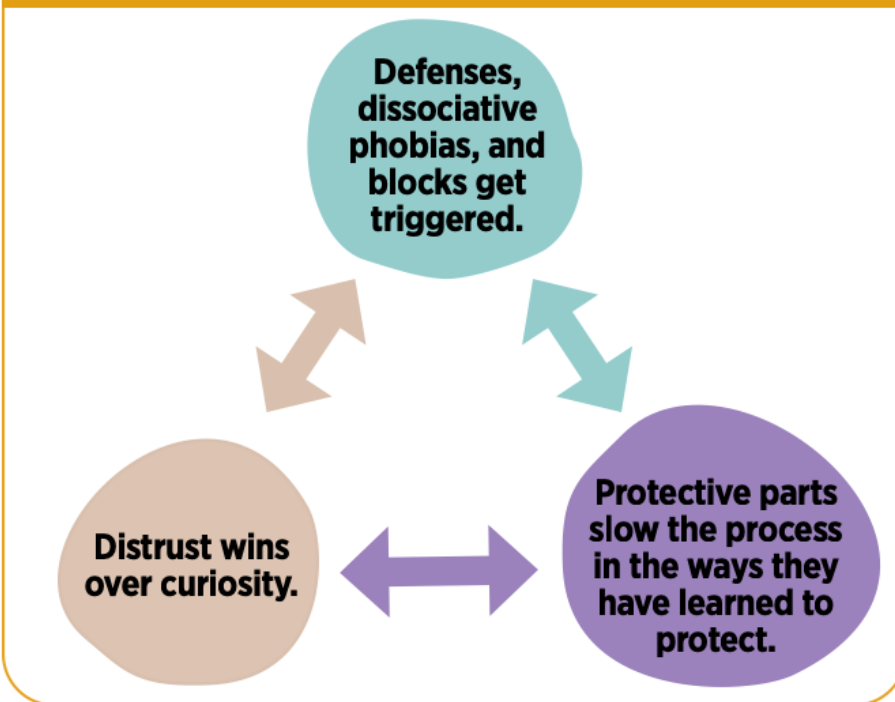 Defenses,
dissociative
phobias, and
blocks get
triggered.
Distrust wins
over curiosity.
Protective parts
slow the process
in the ways they
have learned to
protect.